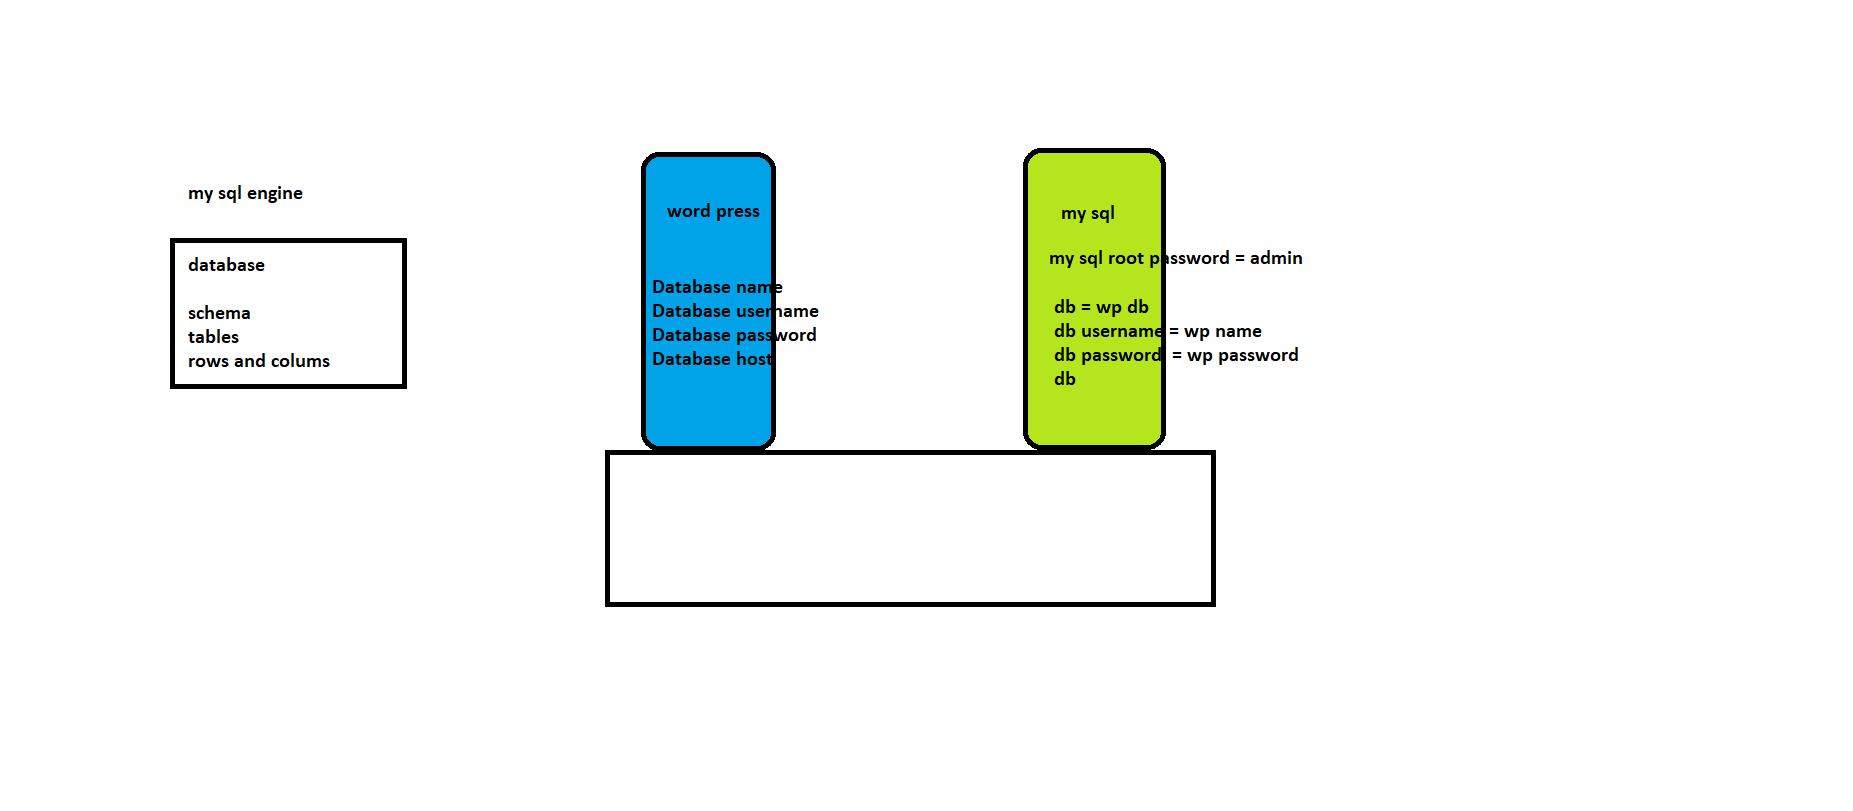 my sql engine
database
schema
tables
rows and colums
word press
Database name
Database username
Database password
Database host
my sql
my sql root password = admin
db = wp db
db username = wp name
db password = wp password
db